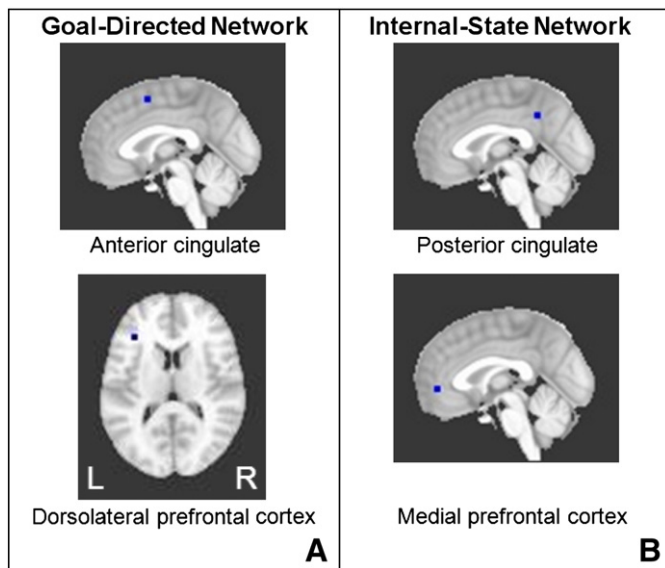 Goal-Directed Network
Anterior cingulate
L R
Dorsolateral prefrontal cortex
A
Internal-State Network
Posterior cingulate
Medial prefrontal cortex
B